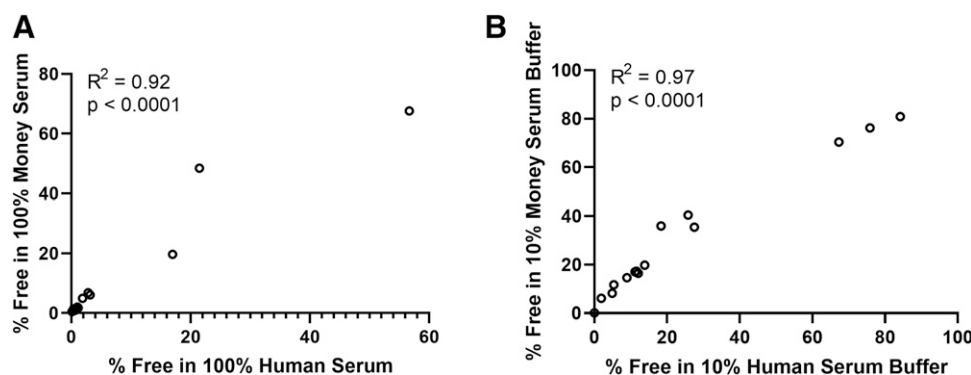 A
% Free in 100% Money Serum
R² = 0.92
p < 0.0001
80
60
40
20
0
0 20 40 60
% Free in 100% Human Serum
B
% Free in 10% Money Serum Buffer
R² = 0.97
p < 0.0001
100
80
60
40
20
0
0 20 40 60 80 100
% Free in 10% Human Serum Buffer